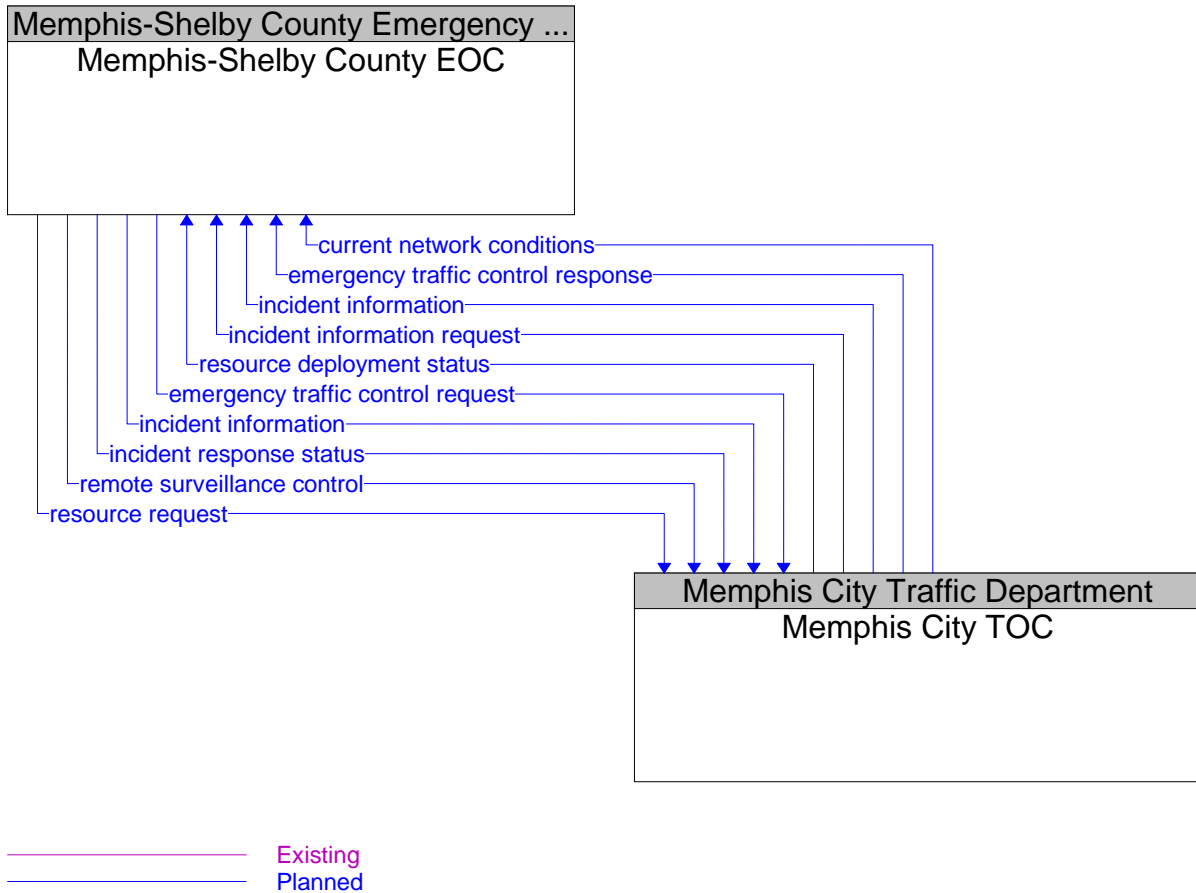 Memphis-Shelby County Emergency ...
Memphis-Shelby County EOC
current network conditions
emergency traffic control response
incident information
incident information request
resource deployment status
emergency traffic control request
incident information
incident response status
remote surveillance control
resource request
Memphis City Traffic Department
Memphis City TOC
Existing
Planned